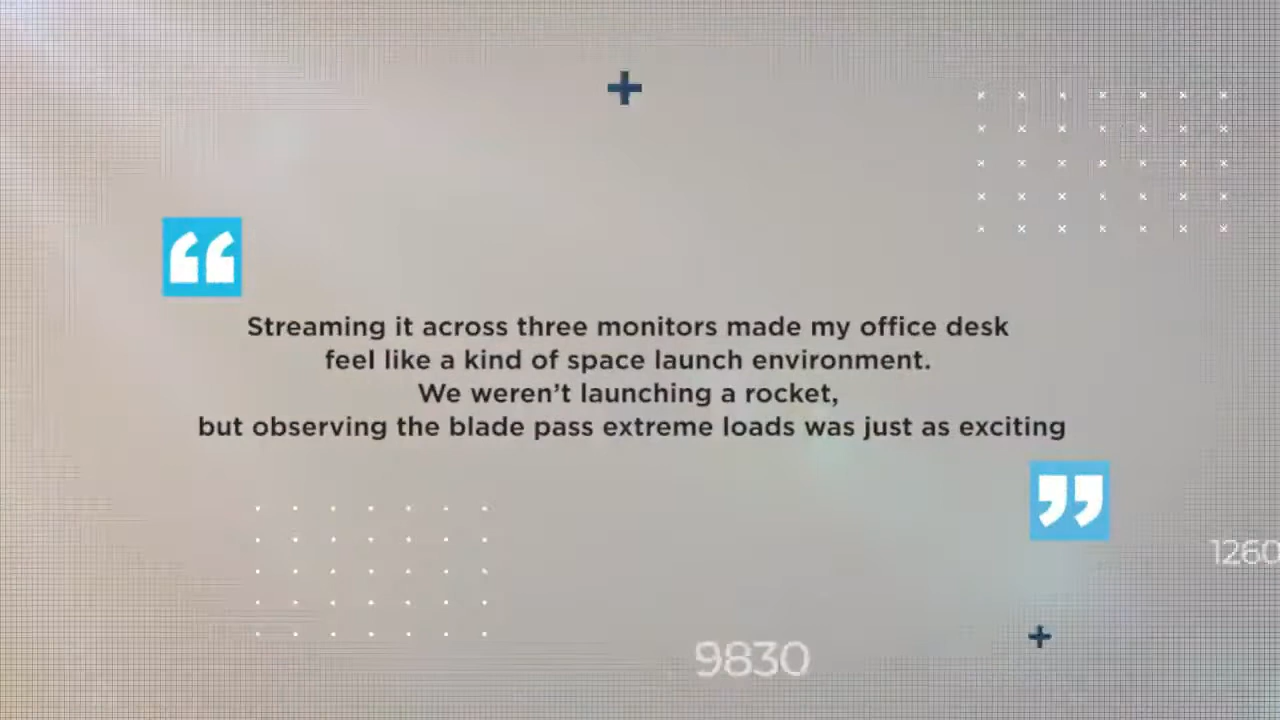 “
Streaming it across three monitors made my office desk
feel like a kind of space launch environment.
We weren’t launching a rocket,
but observing the blade pass extreme loads was just as exciting
”
1260
9830